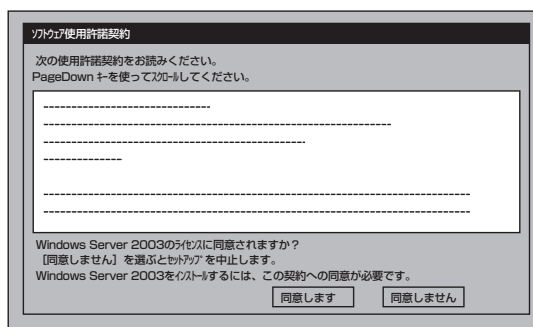 ソフトウェア使用許諾契約
次の使用許諾契約をお読みください。
PageDown キーを使ってスクロールしてください。
Windows Server 2003のライセンスに同意されますか？
［同意しません］を選ぶとセットアップを中止します。
Windows Server 2003をインストールするには、この契約への同意が必要です。
同意します
同意しません